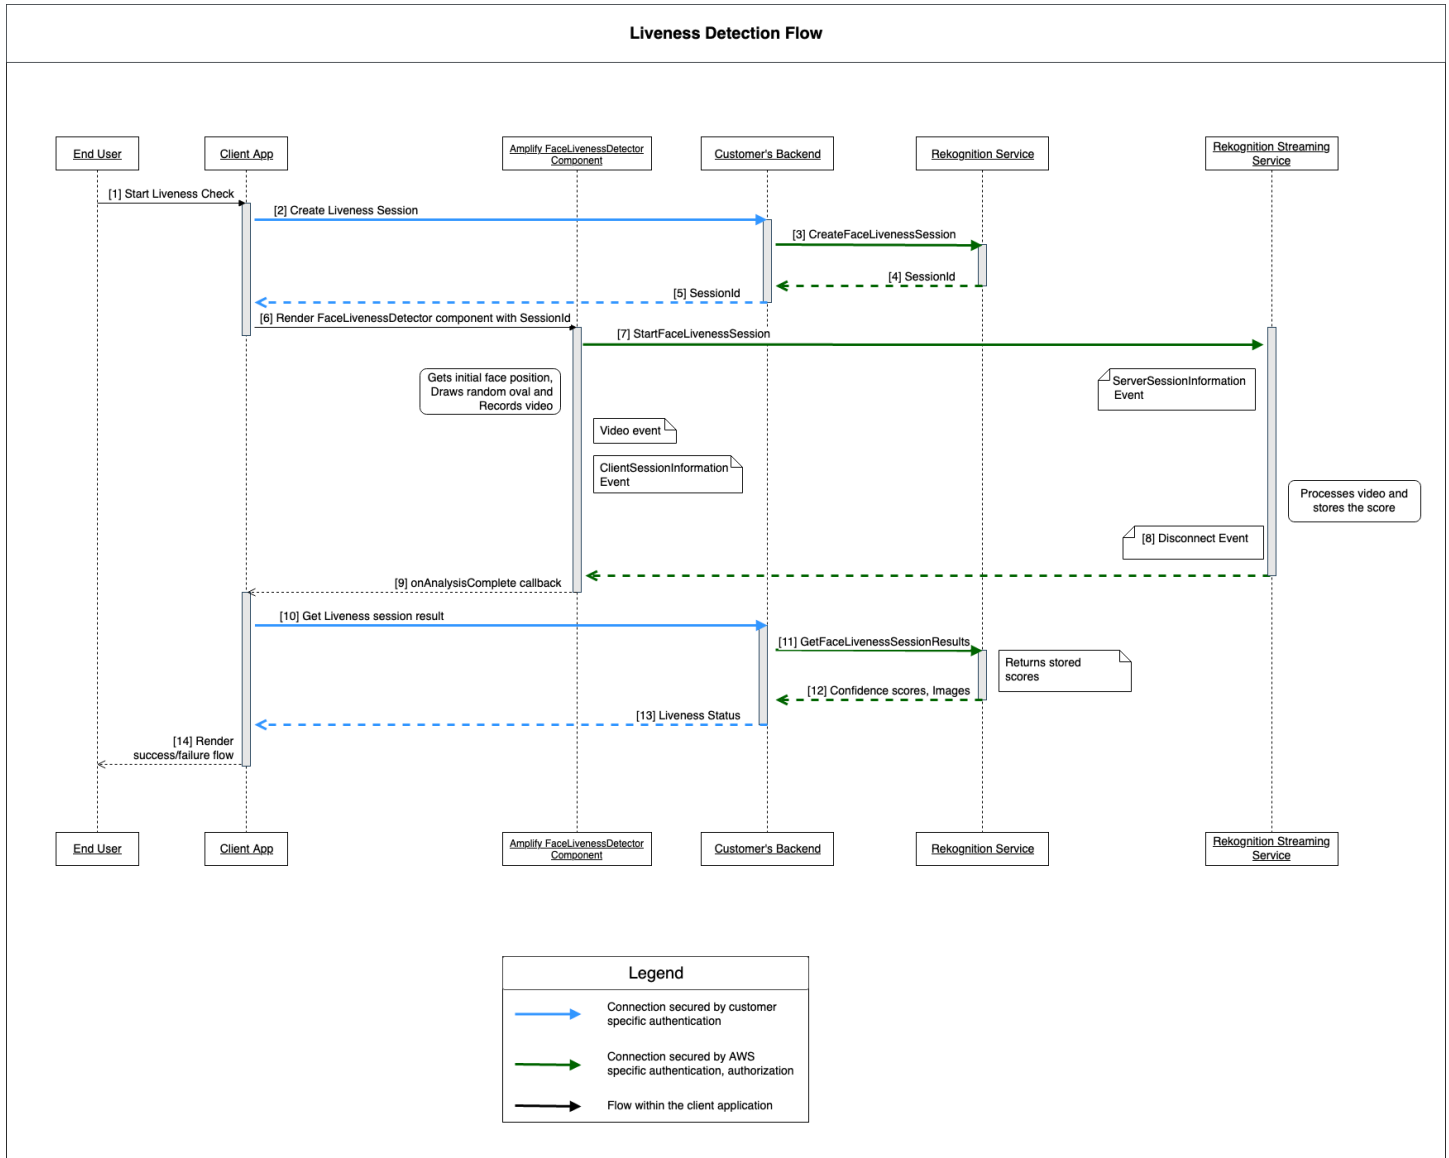 Liveness Detection Flow
End User
Client App
Amplify FaceLivenessDetector
Component
Customer's Backend
Rekognition Service
Rekognition Streaming
Service
[1] Start Liveness Check
[2] Create Liveness Session
[3] CreateFaceLivenessSession
[4] SessionId
[5] SessionId
[6] Render FaceLivenessDetector component with SessionId
[7] StartFaceLivenessSession
Gets initial face position,
Draws random oval and
Records video
ServerSessionInformation
Event
Video event
ClientSessionInformation
Event
Processes video and
stores the score
[8] Disconnect Event
[9] onAnalysisComplete callback
[10] Get Liveness session result
[11] GetFaceLivenessSessionResults
Returns stored
scores
[12] Confidence scores, Images
[13] Liveness Status
[14] Render
success/failure flow
End User
Client App
Amplify FaceLivenessDetector
Component
Customer's Backend
Rekognition Service
Rekognition Streaming
Service
Legend
Connection secured by customer
specific authentication
Connection secured by AWS
specific authentication, authorization
Flow within the client application